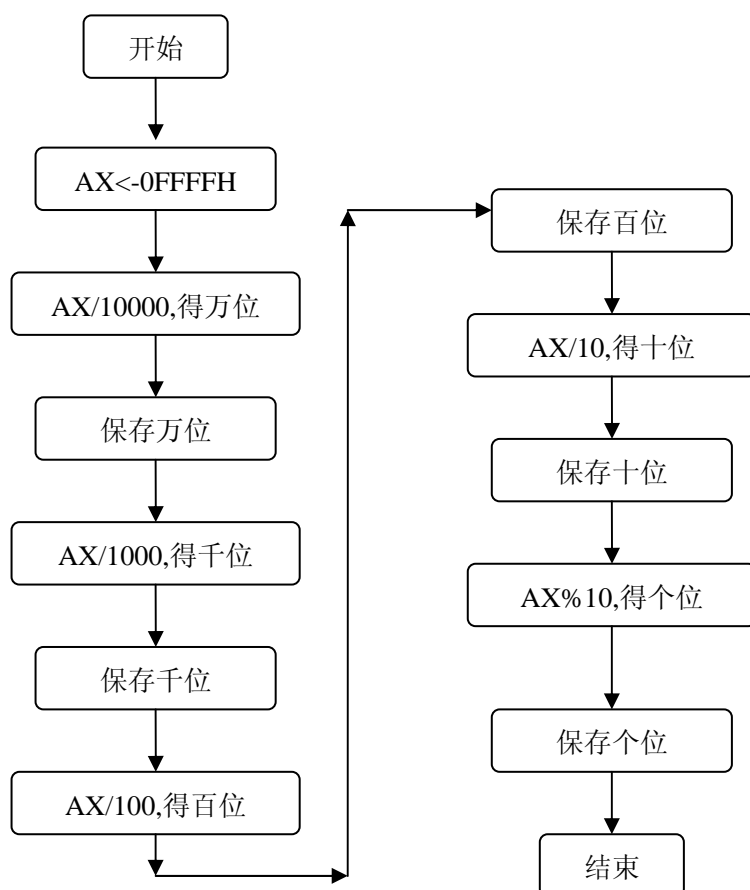 开始
AX<-0FFFFH
AX/10000,得万位
保存万位
AX/1000,得千位
保存千位
AX/100,得百位
保存百位
AX/10,得十位
保存十位
AX%10,得个位
保存个位
结束